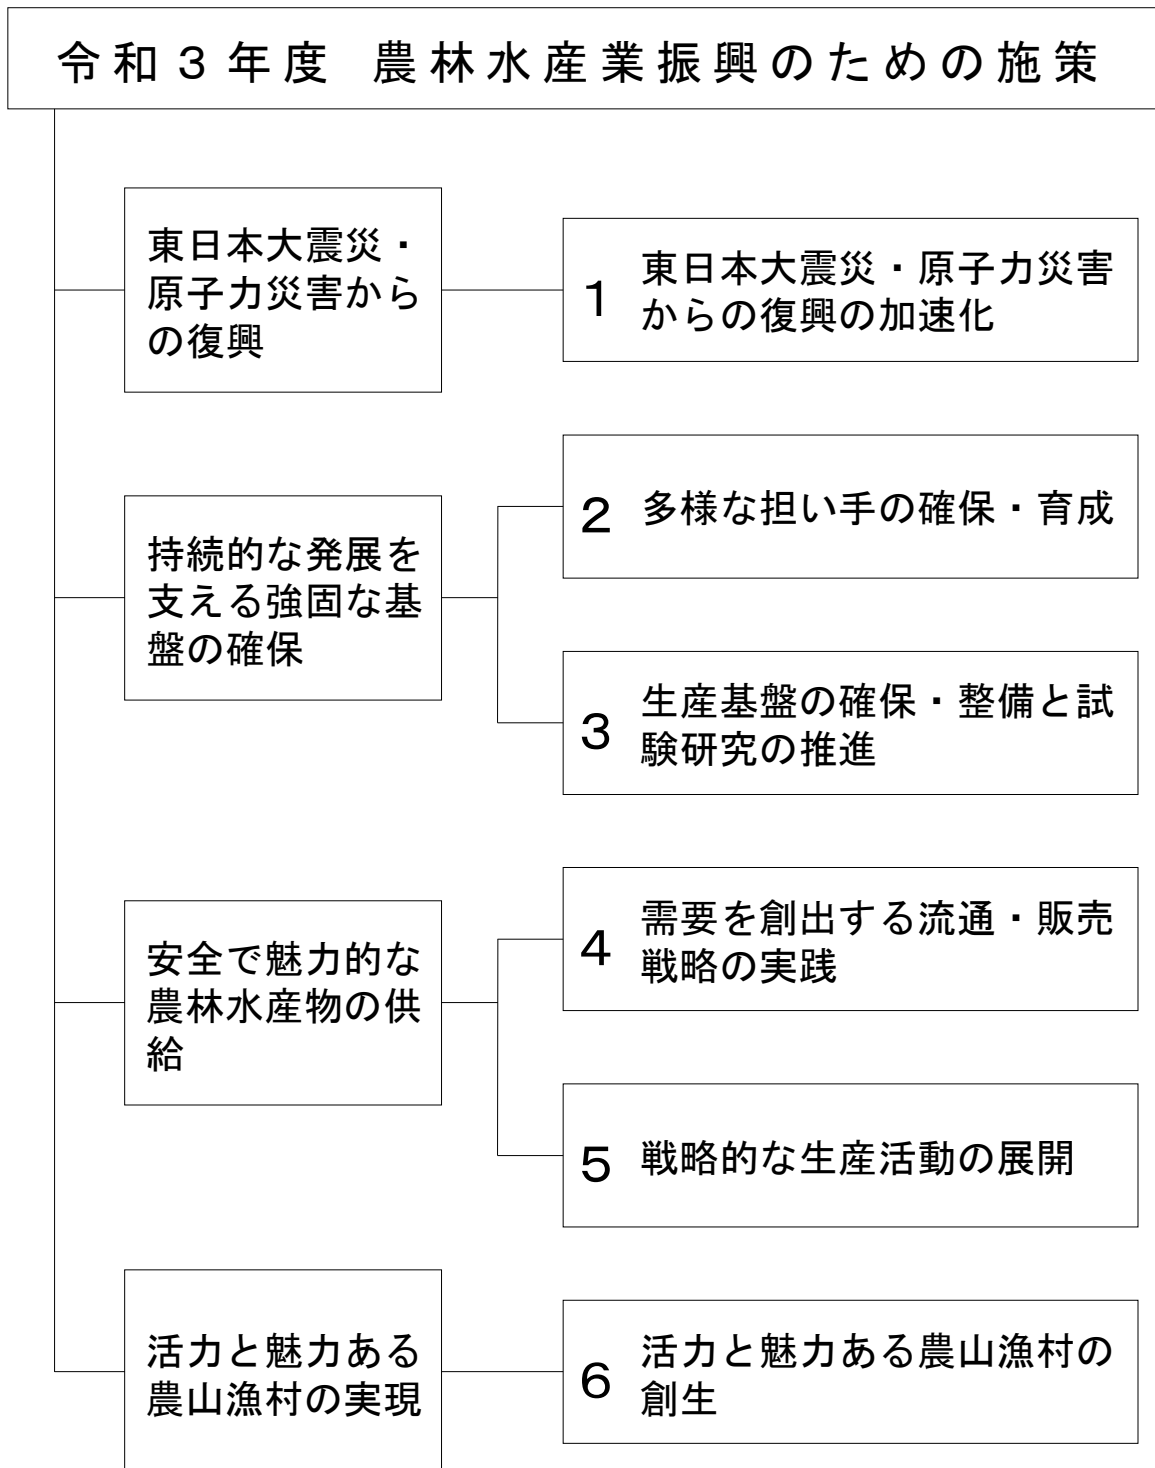 令和３年度　農林水産業振興のための施策
東日本大震災・
原子力災害から
の復興
1
東日本大震災・原子力災害
からの復興の加速化
持続的な発展を
支える強固な基
盤の確保
2
多様な担い手の確保・育成
3
生産基盤の確保・整備と試
験研究の推進
安全で魅力的な
農林水産物の供
給
4
需要を創出する流通・販売
戦略の実践
5
戦略的な生産活動の展開
活力と魅力ある
農山漁村の実現
6
活力と魅力ある農山漁村の
創生